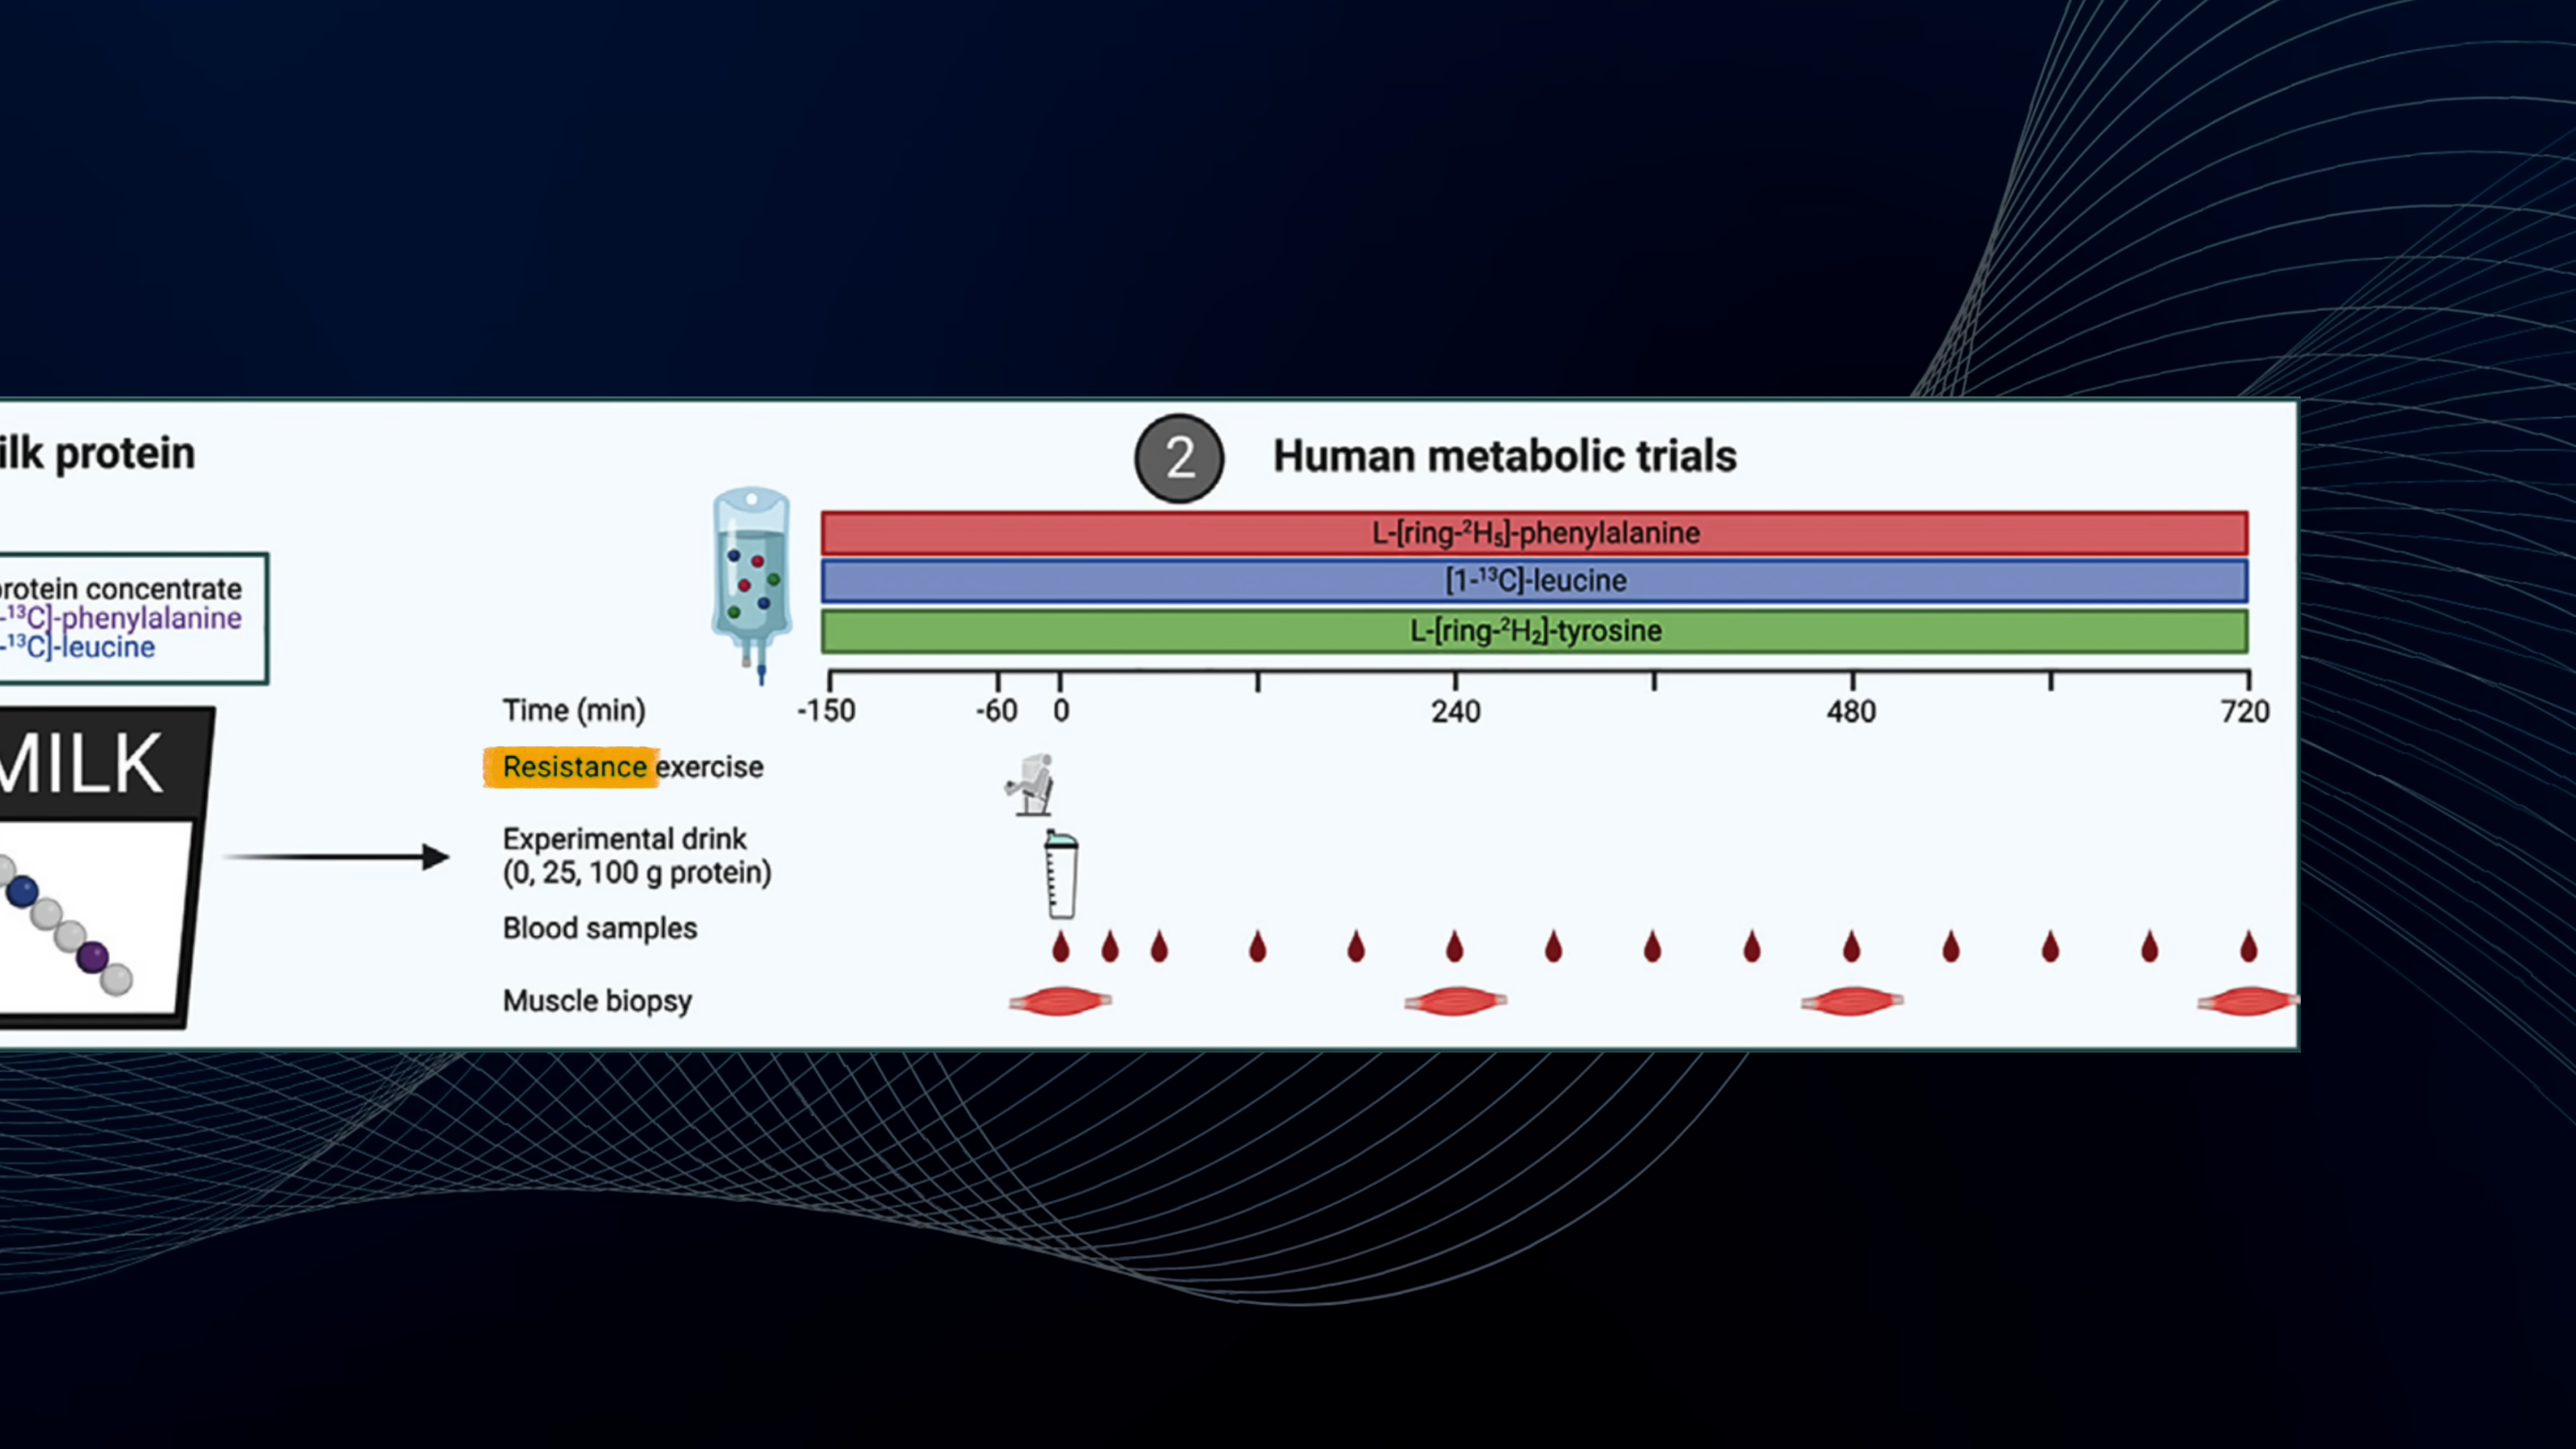 ilk protein
protein concentrate
-¹³C]-phenylalanine
-¹³C]-leucine
MILK
2 Human metabolic trials
L-[ring-²H₅]-phenylalanine
[1-¹³C]-leucine
L-[ring-²H₂]-tyrosine
Time (min) -150 -60 0 240 480 720
Resistance exercise
Experimental drink
(0, 25, 100 g protein)
Blood samples
Muscle biopsy